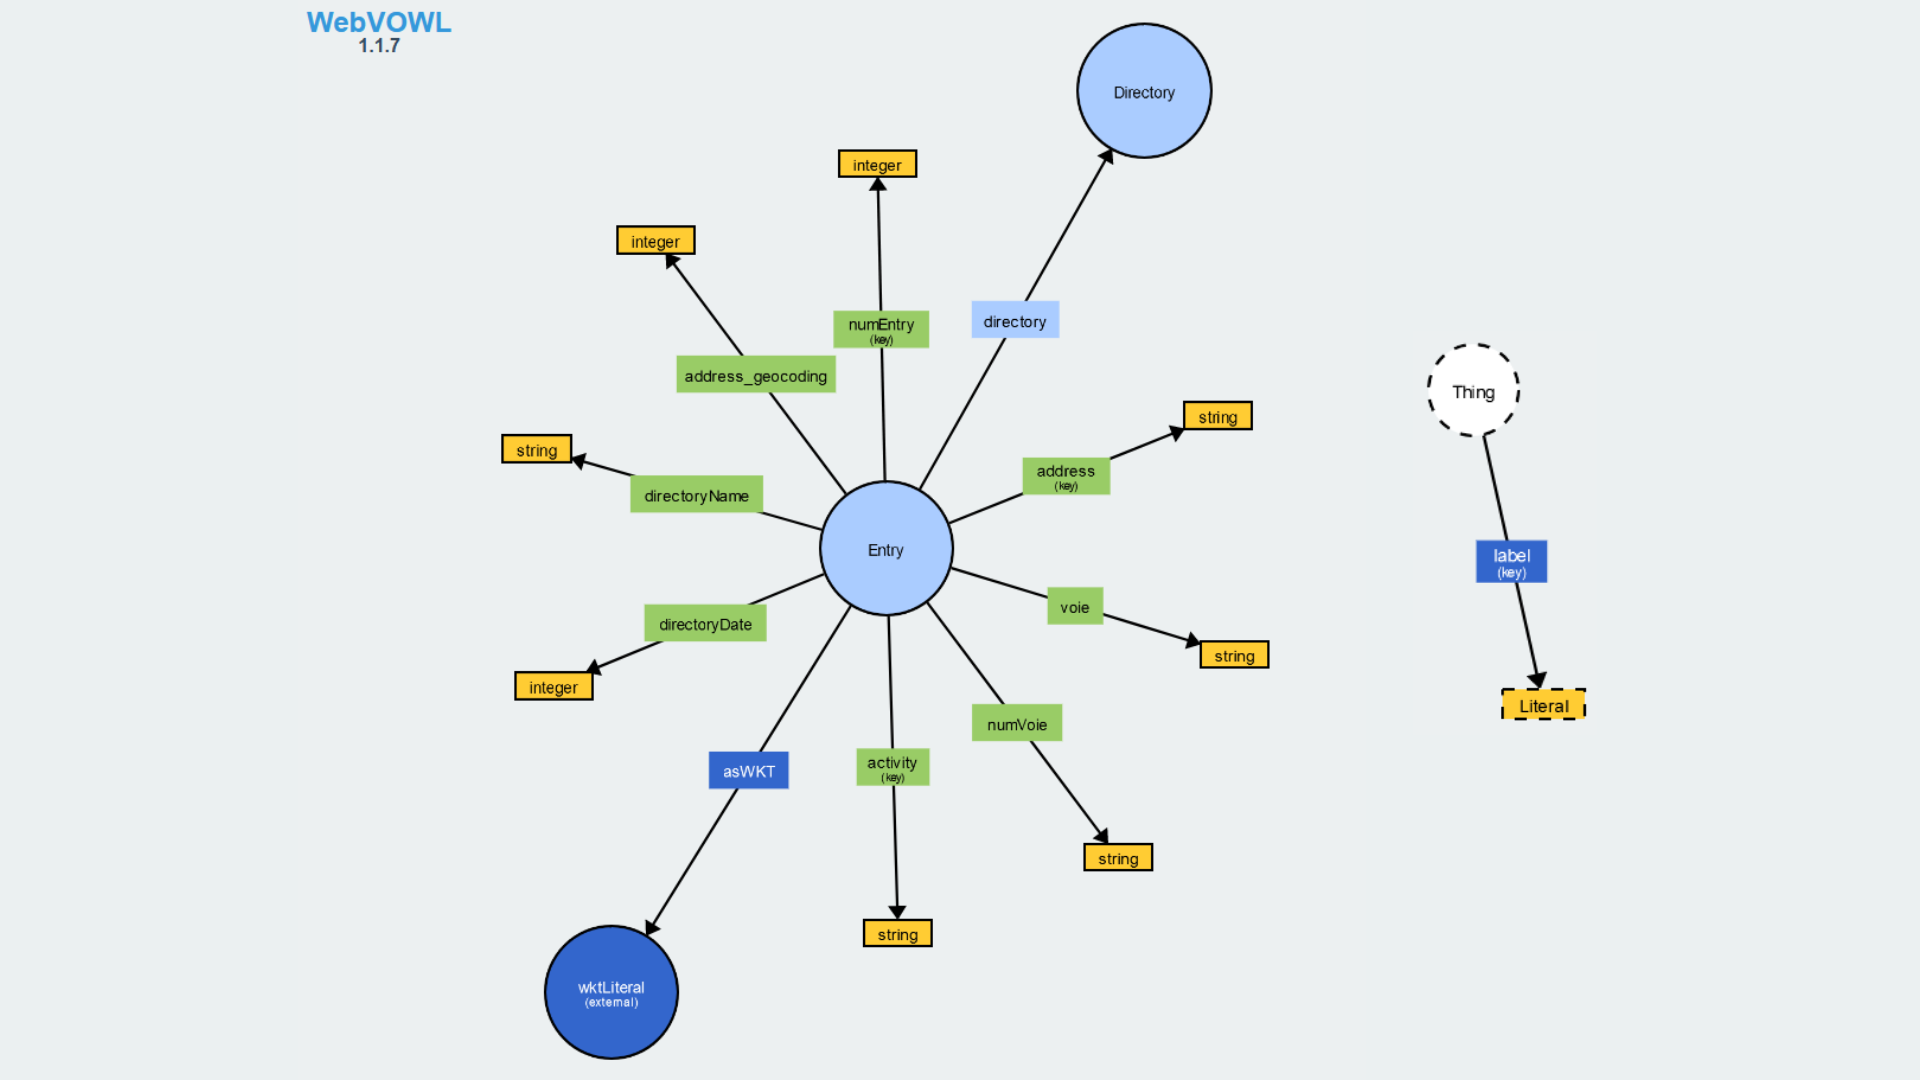 WebVOWL
1.1.7
Directory
integer
integer
numEntry
(key)
directory
address_geocoding
Thing
string
string
address
(key)
directoryName
Entry
label
(key)
voie
directoryDate
string
integer
Literal
numVoie
activity
(key)
asWKT
string
string
wktLiteral
(external)